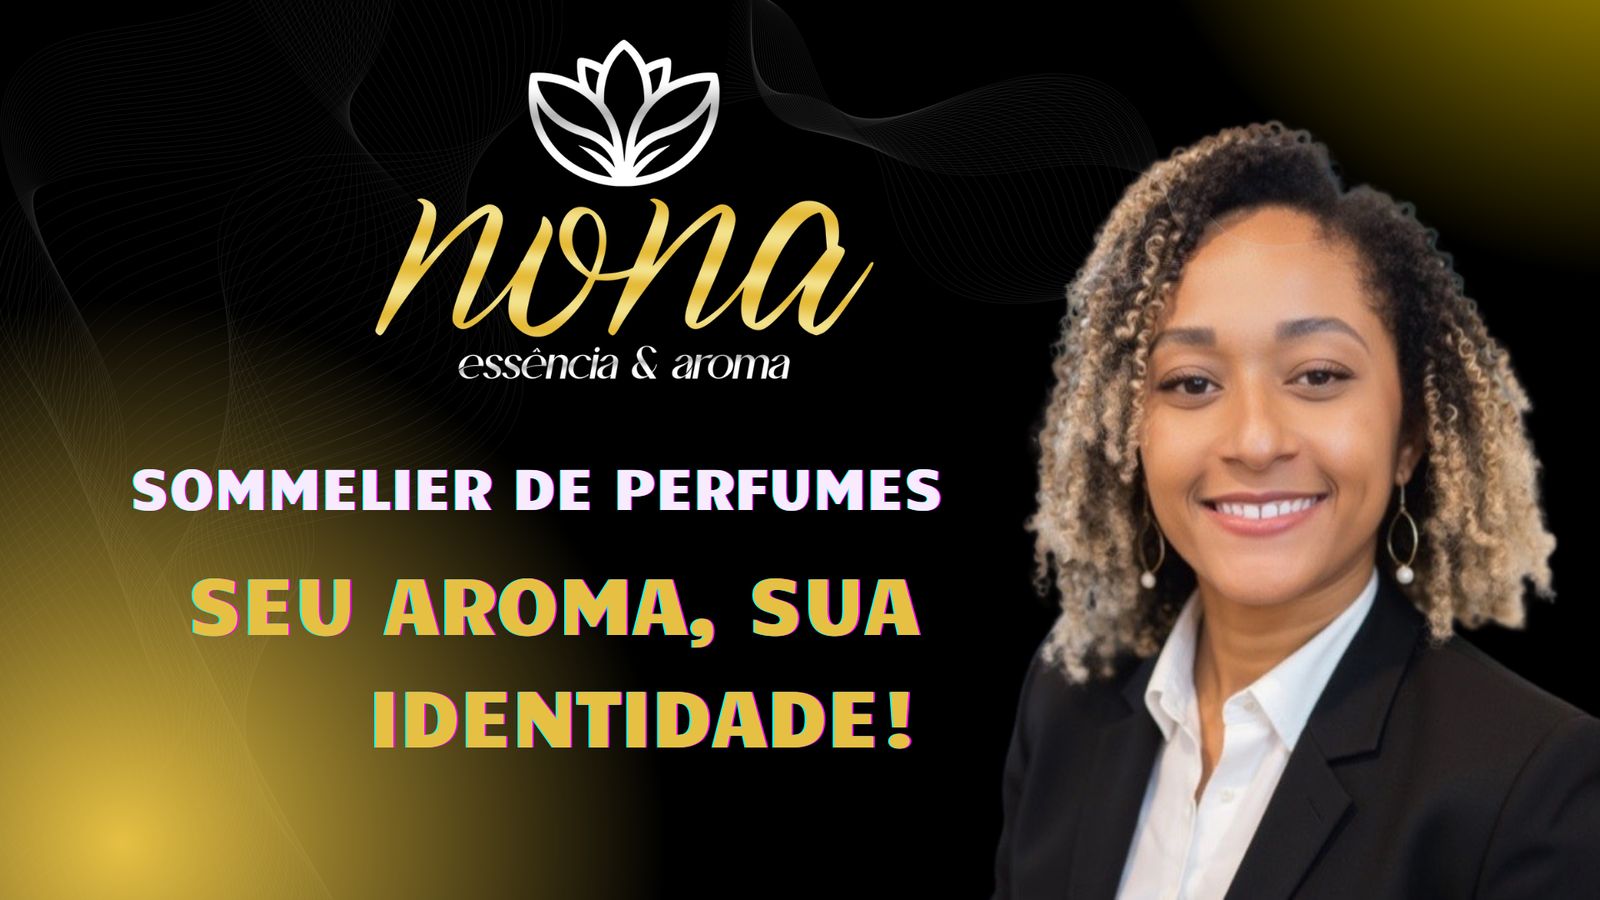 nona
essência & aroma
SOMMELIER DE PERFUMES
SEU AROMA, SUA
IDENTIDADE!